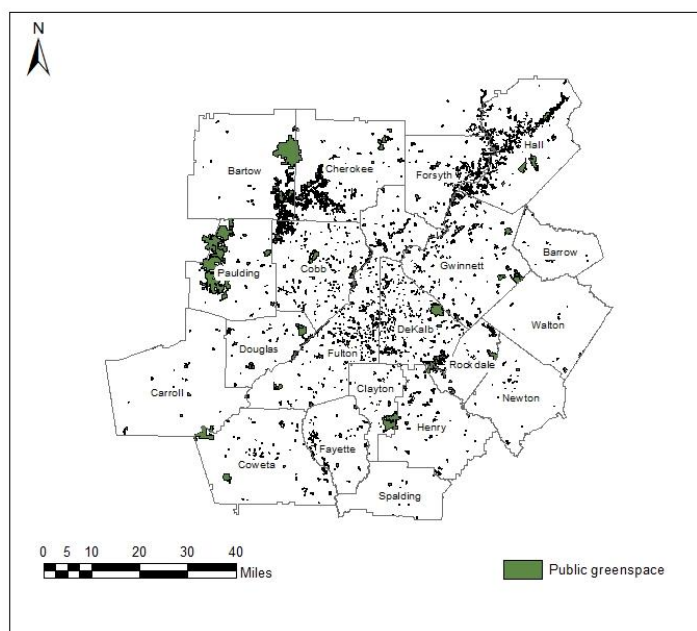 N
Hall
Bartow
Cherokee
Forsyth
Barrow
Paulding
Cobb
Gwinnett
Walton
DeKalb
Douglas
Fulton
Rockdale
Carroll
Clayton
Newton
Henry
Fayette
Coweta
Spalding
0 5 10 20 30 40
Miles
Public greenspace